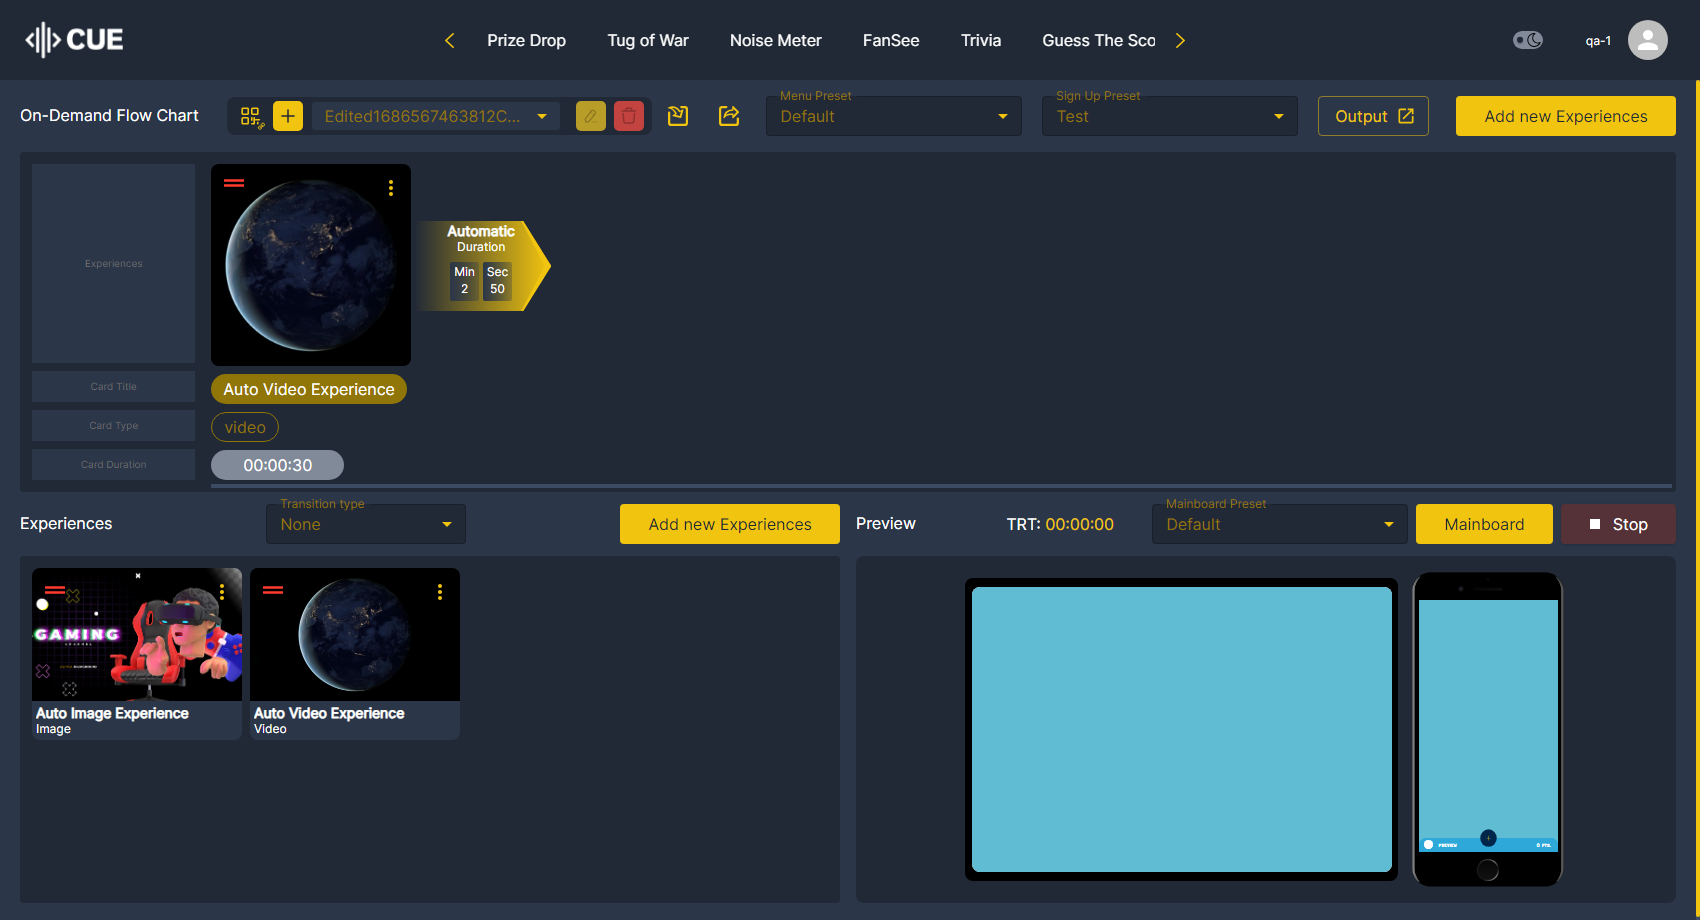 CUE
Prize Drop
Tug of War
Noise Meter
FanSee
Trivia
Guess The Sco
qa-1
On-Demand Flow Chart
Edited1686567463812C...
Menu Preset
Default
Sign Up Preset
Test
Output
Add new Experiences
Experiences
Automatic
Duration
Min
2
Sec
50
Card Title
Auto Video Experience
Card Type
video
Card Duration
00:00:30
Experiences
Transition type
None
Add new Experiences
Preview
TRT: 00:00:00
Mainboard Preset
Default
Mainboard
Stop
GAMING
Auto Image Experience
Image
Auto Video Experience
Video
PREVIEW
0 PTS.